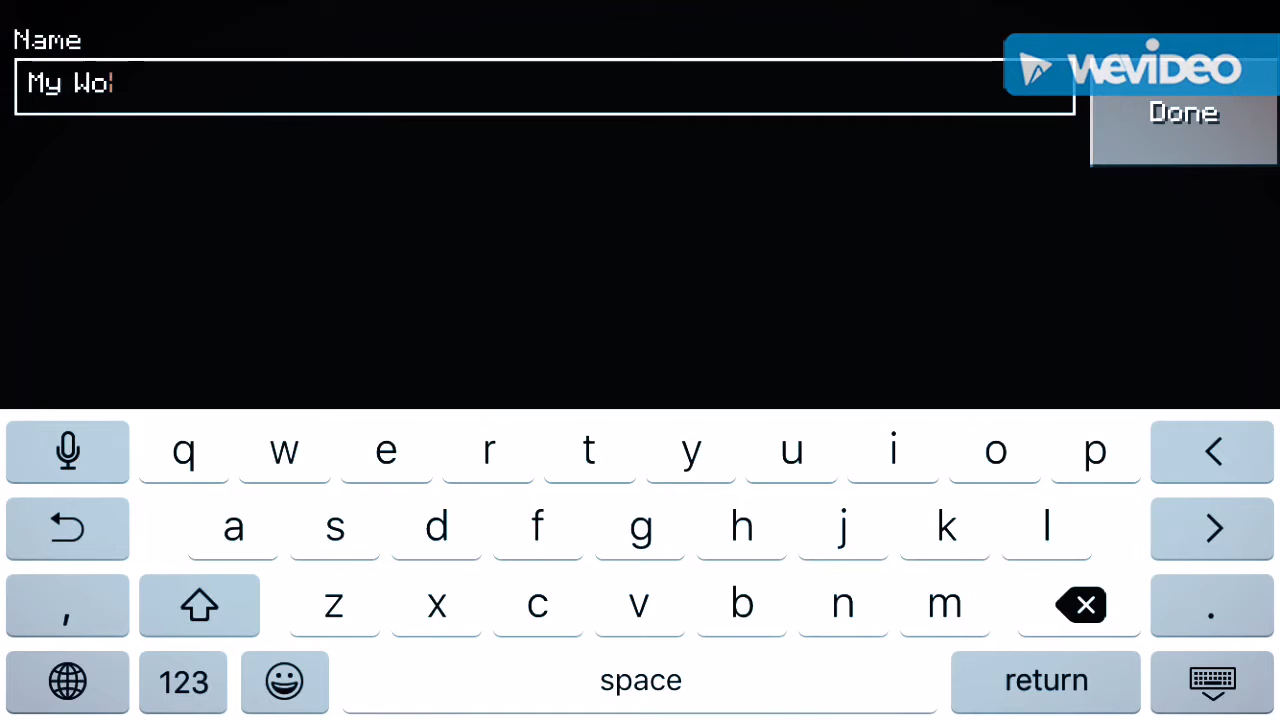 Name
WEVIDEO
My Wo
Done
q w e r t y u i o p <
a s d f g h j k l >
, z x c v b n m .
123 space return